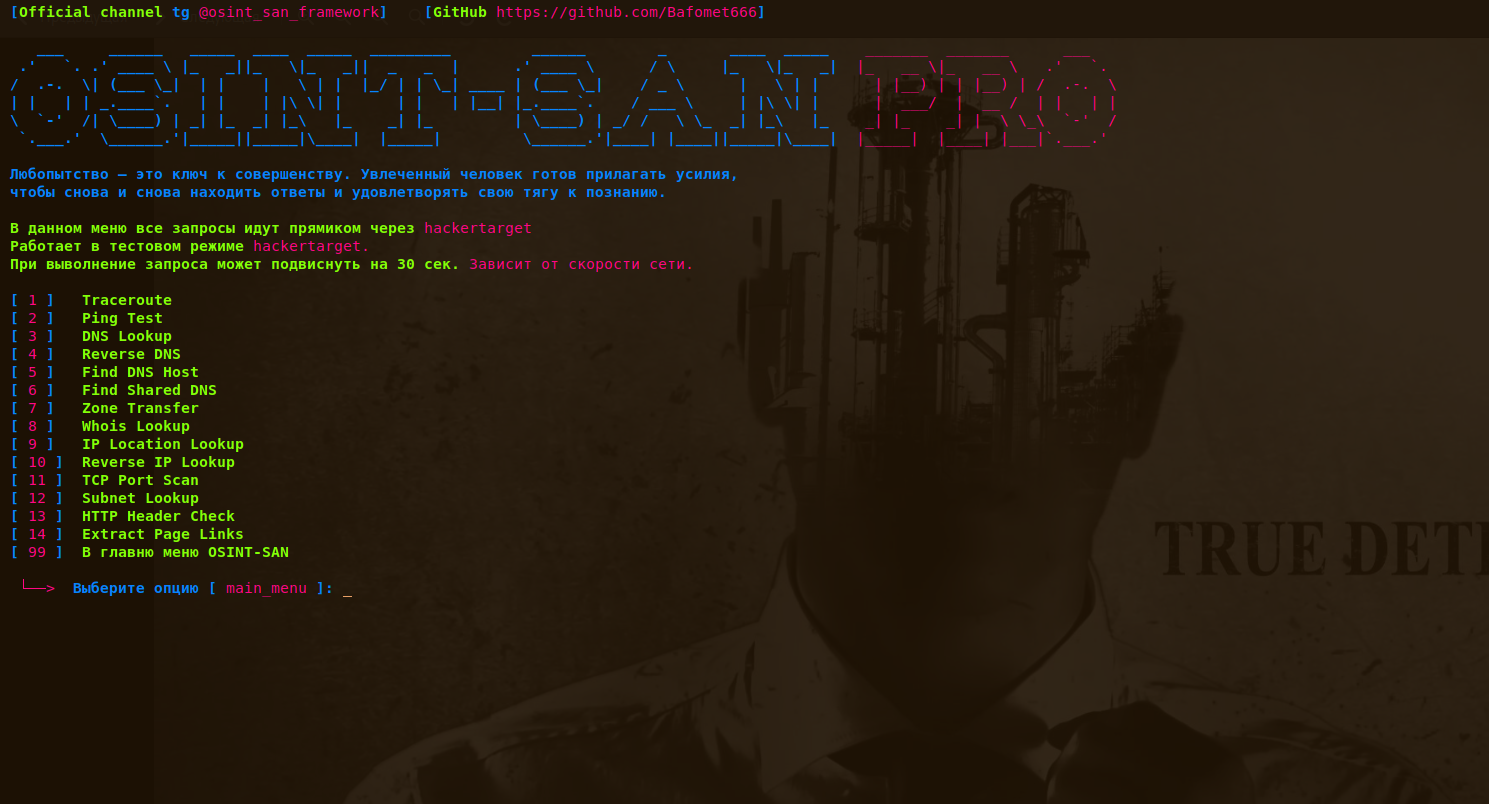 [Official channel tg @osint_san_framework]    [GitHub https://github.com/Bafomet666]
OSINT-SAN PRO
Любопытство — это ключ к совершенству. Увлеченный человек готов прилагать усилия,
чтобы снова и снова находить ответы и удовлетворять свою тягу к познанию.
В данном меню все запросы идут прямиком через hackertarget
Работает в тестовом режиме hackertarget.
При выволнение запроса может подвиснуть на 30 сек. Зависит от скорости сети.
[ 1 ]   Traceroute
[ 2 ]   Ping Test
[ 3 ]   DNS Lookup
[ 4 ]   Reverse DNS
[ 5 ]   Find DNS Host
[ 6 ]   Find Shared DNS
[ 7 ]   Zone Transfer
[ 8 ]   Whois Lookup
[ 9 ]   IP Location Lookup
[ 10 ]  Reverse IP Lookup
[ 11 ]  TCP Port Scan
[ 12 ]  Subnet Lookup
[ 13 ]  HTTP Header Check
[ 14 ]  Extract Page Links
[ 99 ]  В главню меню OSINT-SAN
TRUE DETE
└──>  Выберите опцию [ main_menu ]: _